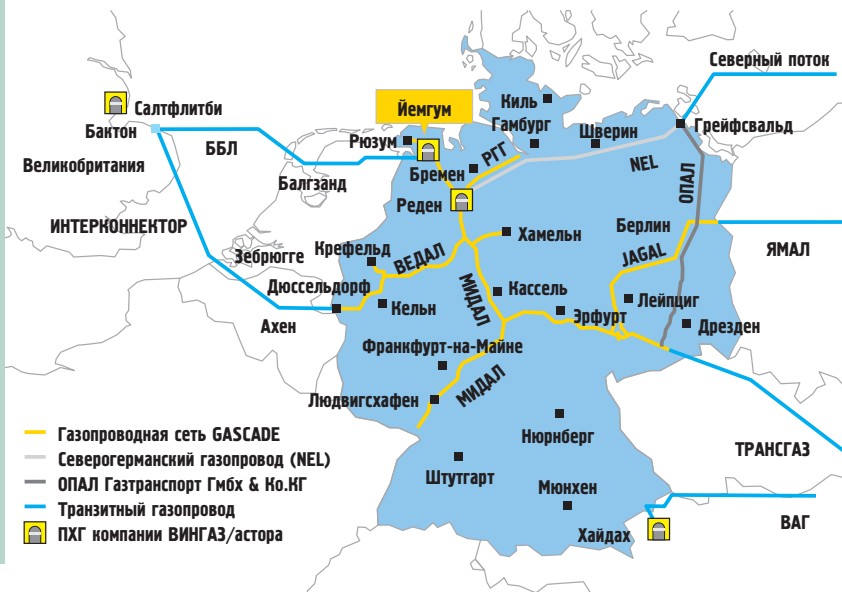 Северный поток
Йемгум
Киль
Салтфлитби
Гамбург
Шверин
Грейфсвальд
Бактон
ББЛ
Рюзум
РГГ
Великобритания
Бремен
NEL
ОПАЛ
Балгзанд
Реден
ИНТЕРКОННЕКТОР
Хамельн
Берлин
ЯМАЛ
Зебрюгге
Крефельд
ВЕДАЛ
JAGAL
Дюссельдорф
МИДАЛ
Кассель
Лейпциг
Кельн
Эрфурт
Ахен
Дрезден
Франкфурт-на-Майне
Людвигсхафен
МИДАЛ
Нюрнберг
ТРАНСГАЗ
Штутгарт
Мюнхен
Хайдах
ВАГ
Газопроводная сеть GASCADE
Северогерманский газопровод (NEL)
ОПАЛ Газтранспорт Гмбх & Ко.КГ
Транзитный газопровод
ПХГ компании ВИНГАЗ/астора